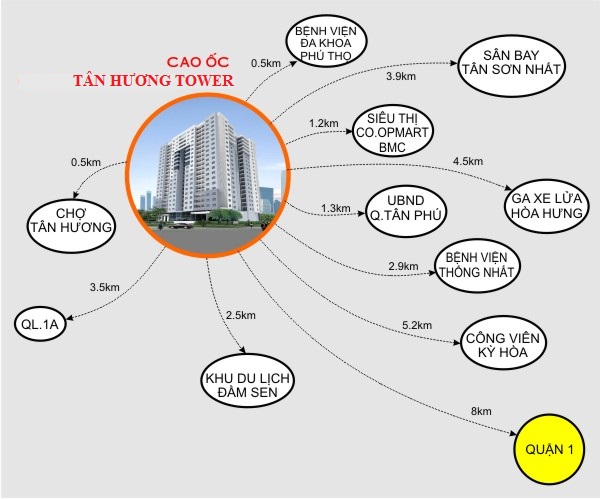 CAO ỐC
TÂN HƯƠNG TOWER
0.5km
BỆNH VIỆN
ĐA KHOA
PHÚ THỌ
3.9km
SÂN BAY
TÂN SƠN NHẤT
1.2km
SIÊU THỊ
CO.OPMART
BMC
4.5km
GA XE LỬA
HÒA HƯNG
0.5km
CHỢ
TÂN HƯƠNG
1.3km
UBND
Q.TÂN PHÚ
2.9km
BỆNH VIỆN
THỐNG NHẤT
3.5km
QL.1A
2.5km
KHU DU LỊCH
ĐẦM SEN
5.2km
CÔNG VIÊN
KỲ HÒA
8km
QUẬN 1